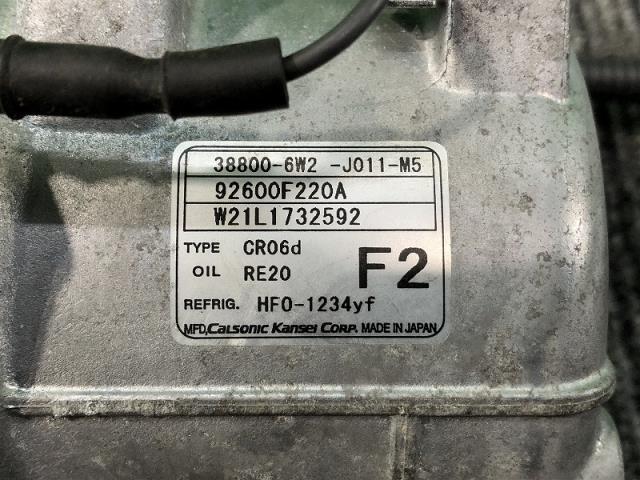 38800-6W2 -J011-M5
92600F220A
W21L1732592
TYPE CR06d
OIL RE20
F2
REFRIG. HFO-1234yf
MFD, CALSONIC KANSEI CORP. MADE IN JAPAN